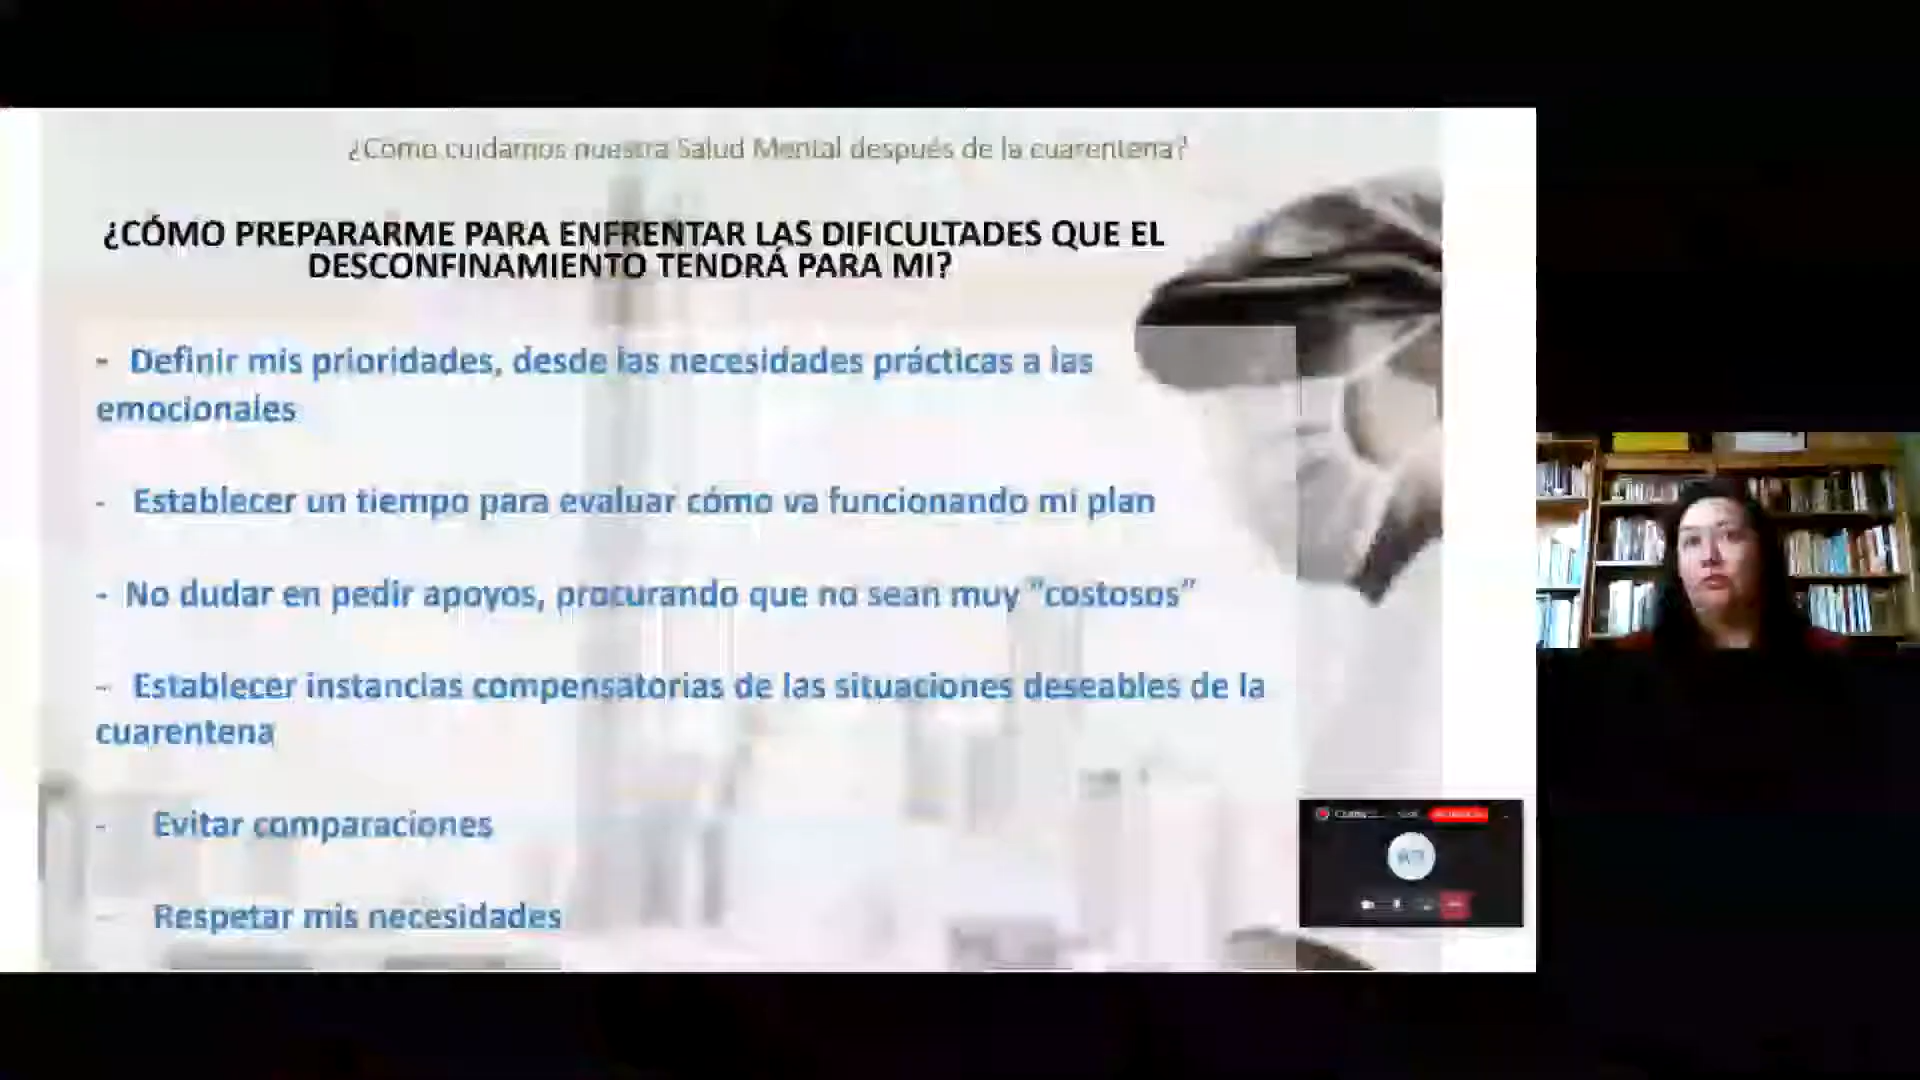 ¿Como cuidamos nuestra Salud Mental después de la cuarentena?
¿CÓMO PREPARARME PARA ENFRENTAR LAS DIFICULTADES QUE EL
DESCONFINAMIENTO TENDRÁ PARA MI?
- Definir mis prioridades, desde las necesidades prácticas a las
emocionales
- Establecer un tiempo para evaluar cómo va funcionando mi plan
- No dudar en pedir apoyos, procurando que no sean muy "costosos"
- Establecer instancias compensatorias de las situaciones deseables de la
cuarentena
- Evitar comparaciones
- Respetar mis necesidades